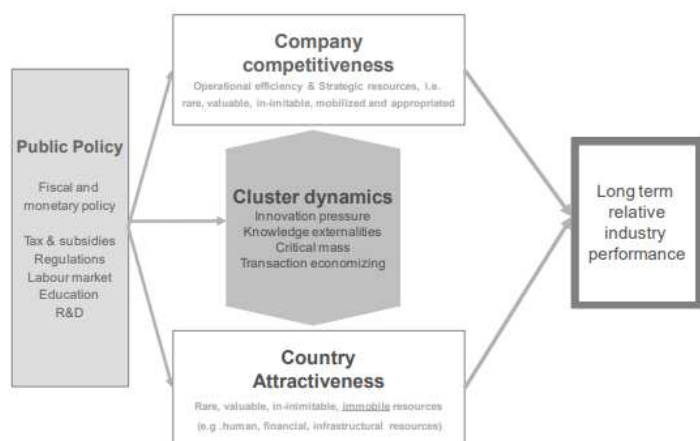 Company
competitiveness
Operational efficiency & Strategic resources, i.e.
rare, valuable, in-imitable, mobilized and appropriated
Public Policy
Fiscal and
monetary policy
Tax & subsidies
Regulations
Labour market
Education
R&D
Cluster dynamics
Innovation pressure
Knowledge externalities
Critical mass
Transaction economizing
Country
Attractiveness
Rare, valuable, in-inimitable, immobile resources
(e.g .human, financial, infrastructural resources)
Long term
relative
industry
performance